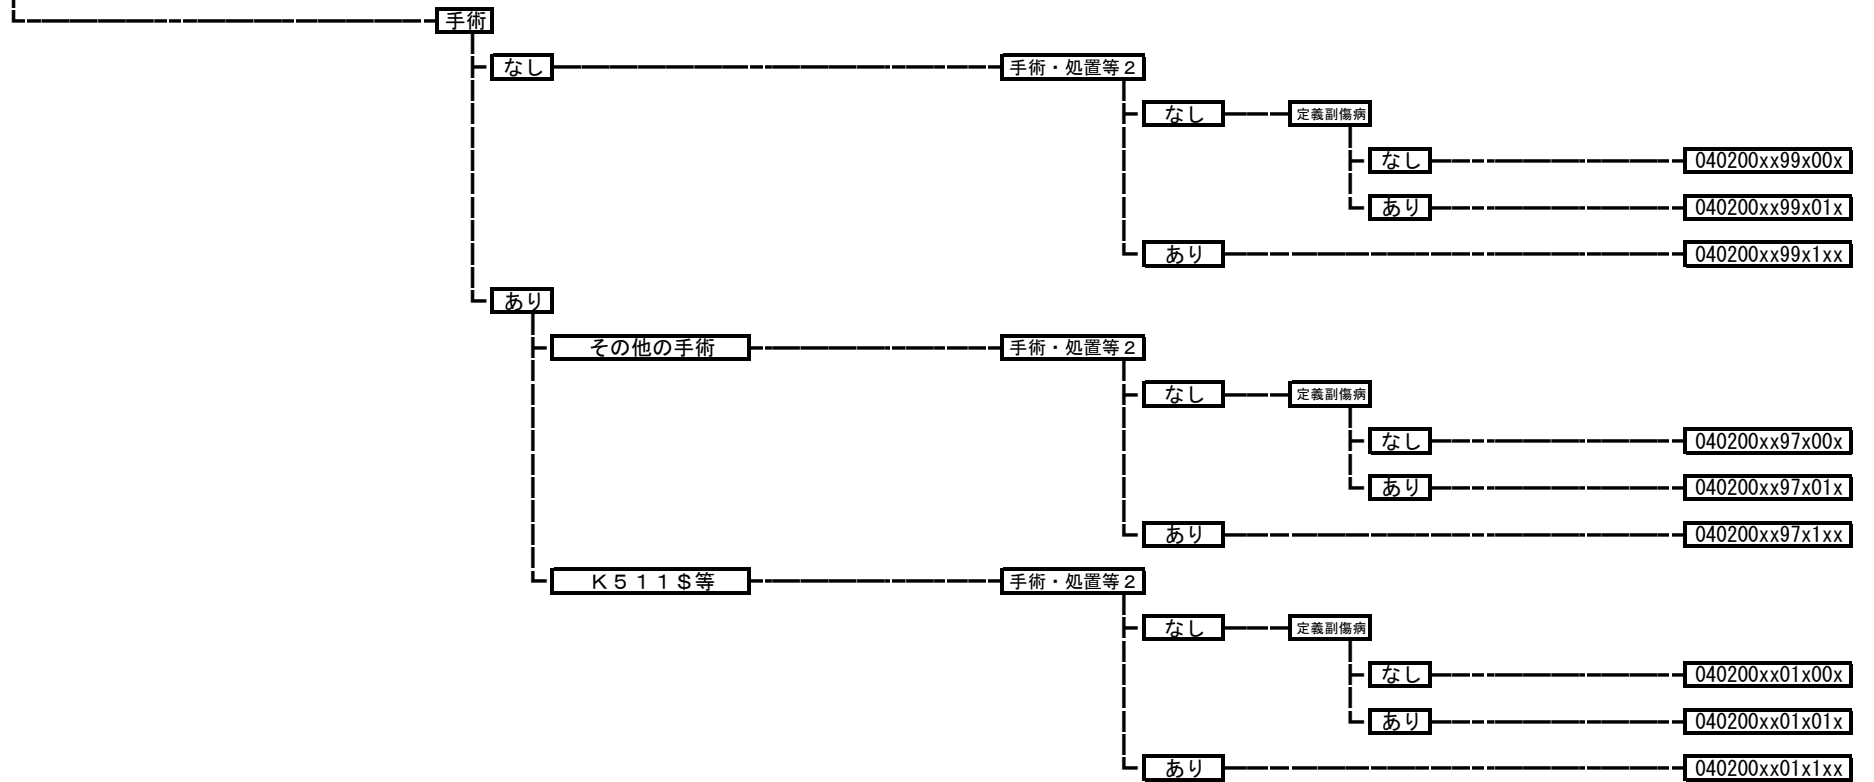 手術
なし 手術・処置等２
なし 定義副傷病
なし 040200xx99x00x
あり 040200xx99x01x
あり 040200xx99x1xx
あり
その他の手術 手術・処置等２
なし 定義副傷病
なし 040200xx97x00x
あり 040200xx97x01x
あり 040200xx97x1xx
Ｋ５１１＄等 手術・処置等２
なし 定義副傷病
なし 040200xx01x00x
あり 040200xx01x01x
あり 040200xx01x1xx